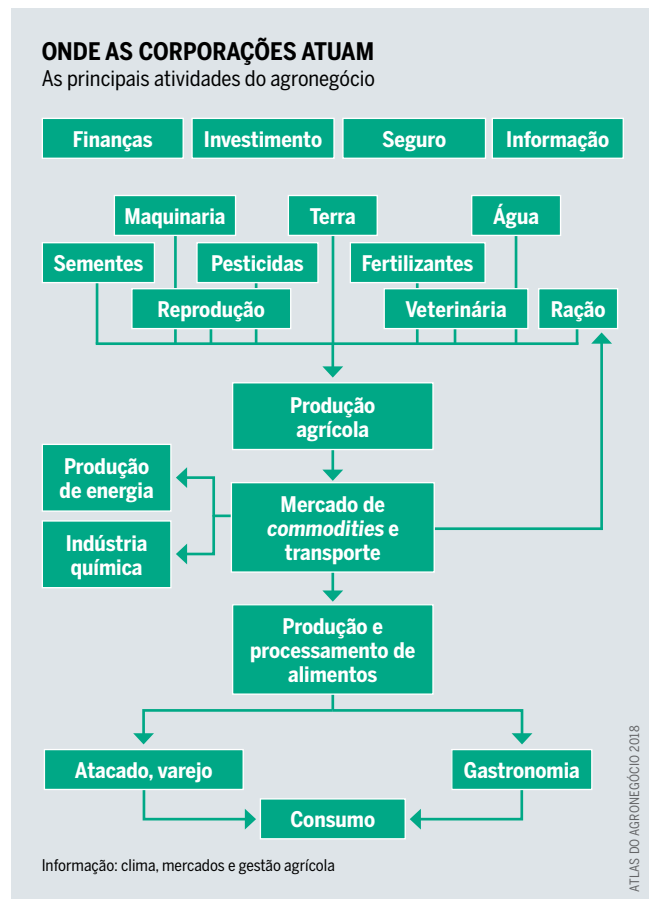 ONDE AS CORPORAÇÕES ATUAM
As principais atividades do agronegócio
Finanças
Investimento
Seguro
Informação
Maquinaria
Terra
Água
Sementes
Pesticidas
Fertilizantes
Reprodução
Veterinária
Ração
Produção
agrícola
Produção
de energia
Mercado de
commodities e
transporte
Indústria
química
Produção e
processamento de
alimentos
Atacado, varejo
Gastronomia
Consumo
Informação: clima, mercados e gestão agrícola
ATLAS DO AGRONEGÓCIO 2018